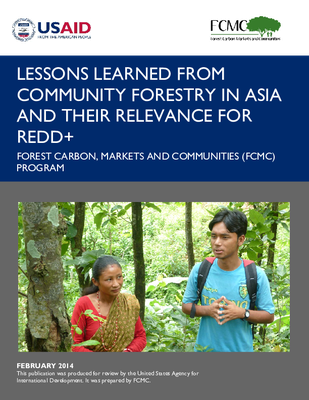 USAID
FROM THE AMERICAN PEOPLE
FCMC
Forest Carbon Markets and Communities
LESSONS LEARNED FROM
COMMUNITY FORESTRY IN ASIA
AND THEIR RELEVANCE FOR
REDD+
FOREST CARBON, MARKETS AND COMMUNITIES (FCMC)
PROGRAM
FEBRUARY 2014
The publication was produced for review by the United States Agency for
International Development. It was prepared by FCMC.